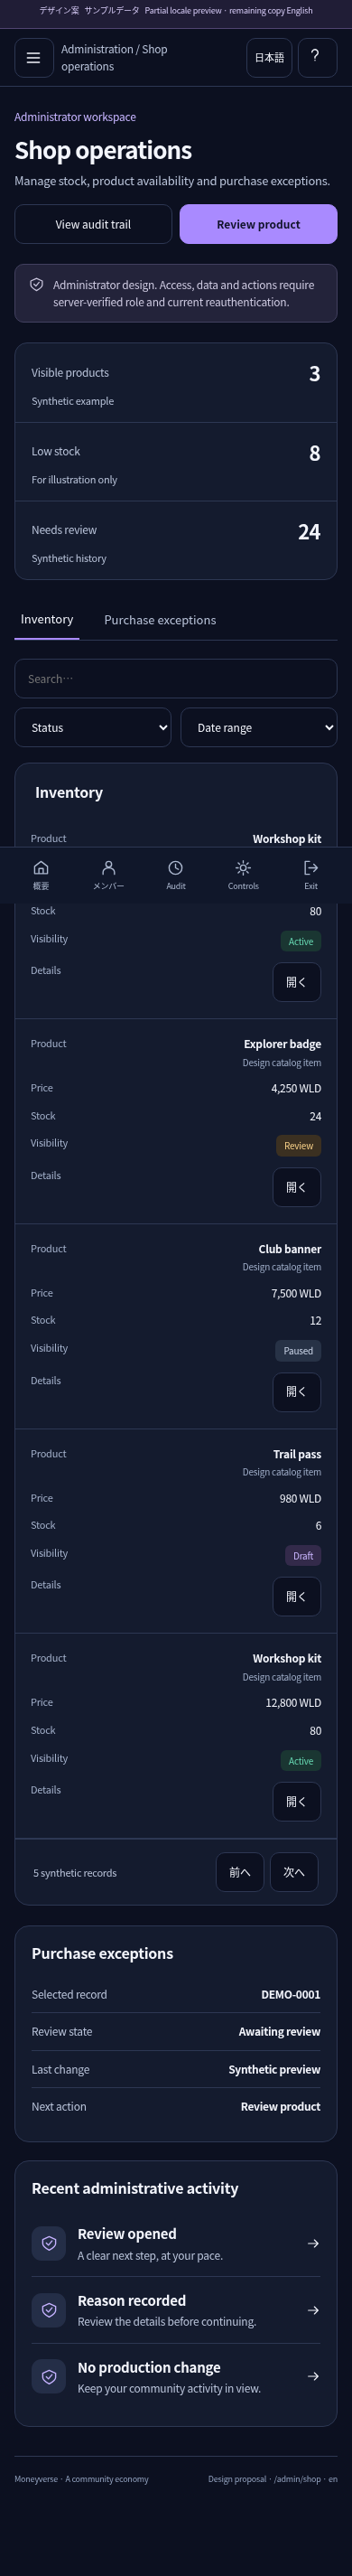 デザイン案 サンプルデータ Partial locale preview · remaining copy English
Administration / Shop
operations
日本語
?
Administrator workspace
Shop operations
Manage stock, product availability and purchase exceptions.
View audit trail
Review product
Administrator design. Access, data and actions require
server-verified role and current reauthentication.
Visible products
3
Synthetic example
Low stock
8
For illustration only
Needs review
24
Synthetic history
Inventory
Purchase exceptions
Search…
Status
Date range
Inventory
Product
Workshop kit
概要
メンバー
Audit
Controls
Exit
Stock
80
Visibility
Active
Details
開く
Product
Explorer badge
Design catalog item
Price
4,250 WLD
Stock
24
Visibility
Review
Details
開く
Product
Club banner
Design catalog item
Price
7,500 WLD
Stock
12
Visibility
Paused
Details
開く
Product
Trail pass
Design catalog item
Price
980 WLD
Stock
6
Visibility
Draft
Details
開く
Product
Workshop kit
Design catalog item
Price
12,800 WLD
Stock
80
Visibility
Active
Details
開く
5 synthetic records
前へ
次へ
Purchase exceptions
Selected record
DEMO-0001
Review state
Awaiting review
Last change
Synthetic preview
Next action
Review product
Recent administrative activity
Review opened
A clear next step, at your pace.
Reason recorded
Review the details before continuing.
No production change
Keep your community activity in view.
Moneyverse · A community economy
Design proposal · /admin/shop · en